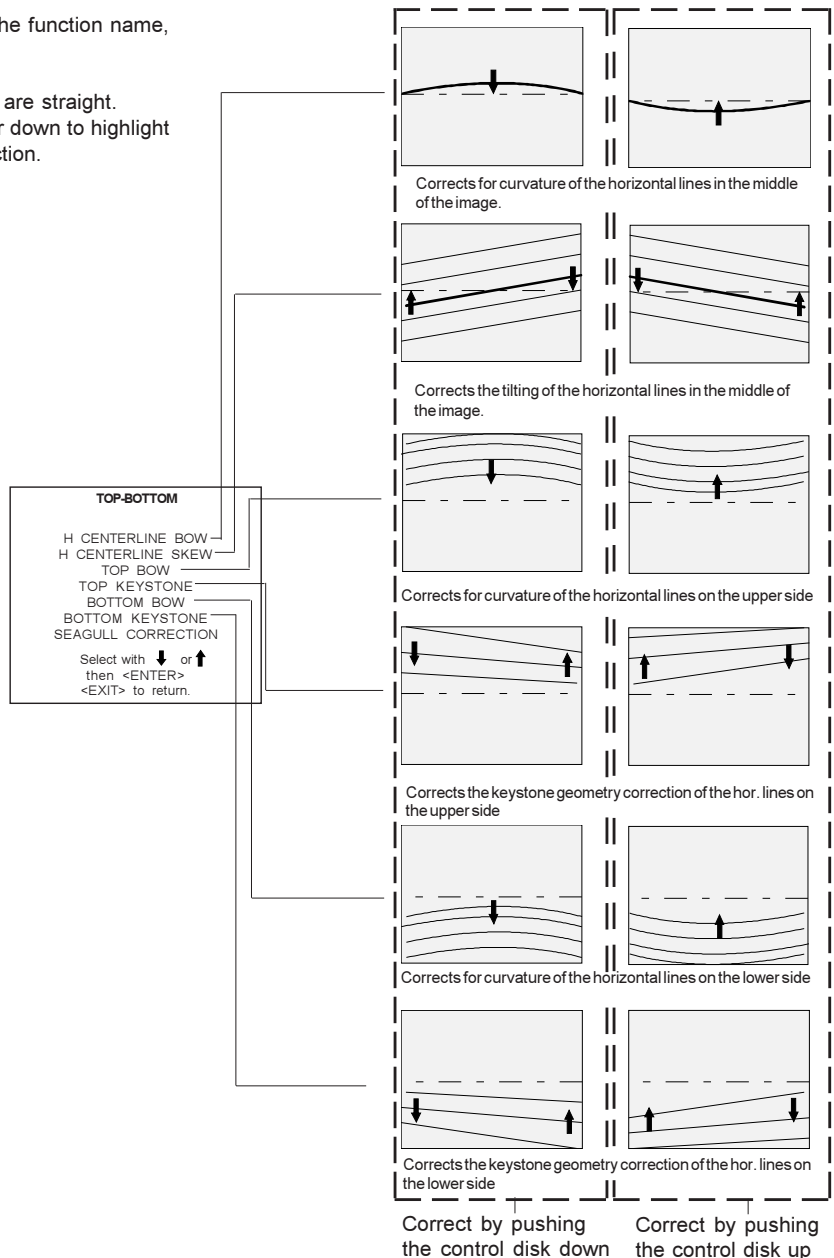 he function name,
are straight.
r down to highlight
ction.
Corrects for curvature of the horizontal lines in the middle
of the image.
Corrects the tilting of the horizontal lines in the middle of
the image.
TOP-BOTTOM
H CENTERLINE BOW
H CENTERLINE SKEW
TOP BOW
TOP KEYSTONE
BOTTOM BOW
BOTTOM KEYSTONE
SEAGULL CORRECTION
Select with ↓ or ↑
then <ENTER>
<EXIT> to return.
Corrects for curvature of the horizontal lines on the upper side
Corrects the keystone geometry correction of the hor. lines on
the upper side
Corrects for curvature of the horizontal lines on the lower side
Corrects the keystone geometry correction of the hor. lines on
the lower side
Correct by pushing
the control disk down
Correct by pushing
the control disk up